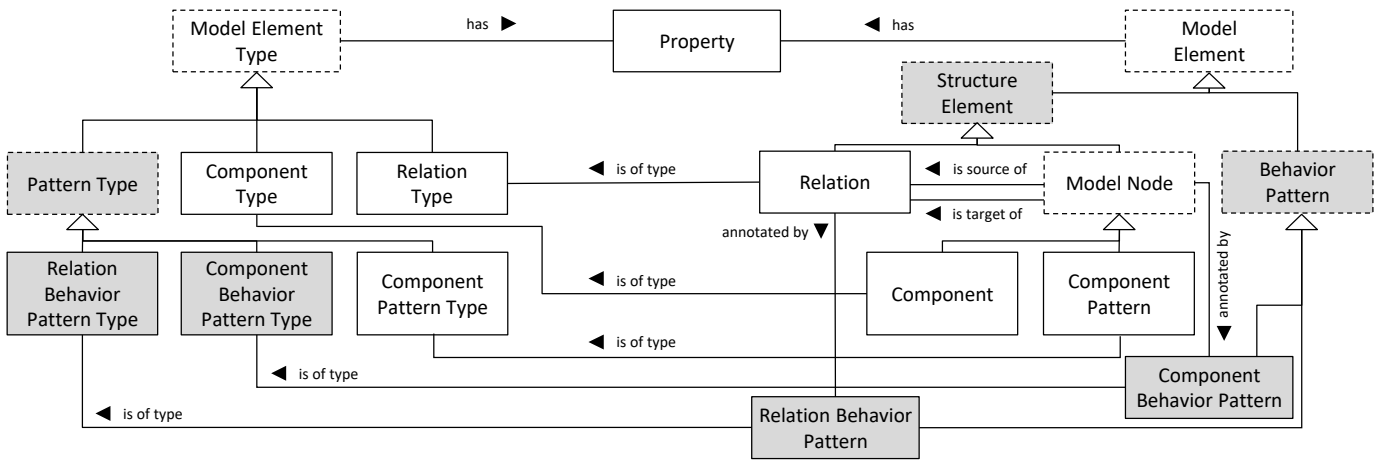 Model Element
Type
has
Property
has
Model
Element
Structure
Element
Pattern Type
Component
Type
Relation
Type
is of type
Relation
is source of
is target of
Model Node
Behavior
Pattern
annotated by
Relation
Behavior
Pattern Type
Component
Behavior
Pattern Type
Component
Pattern Type
is of type
Component
Component
Pattern
annotated by
is of type
is of type
Component
Behavior Pattern
is of type
Relation Behavior
Pattern